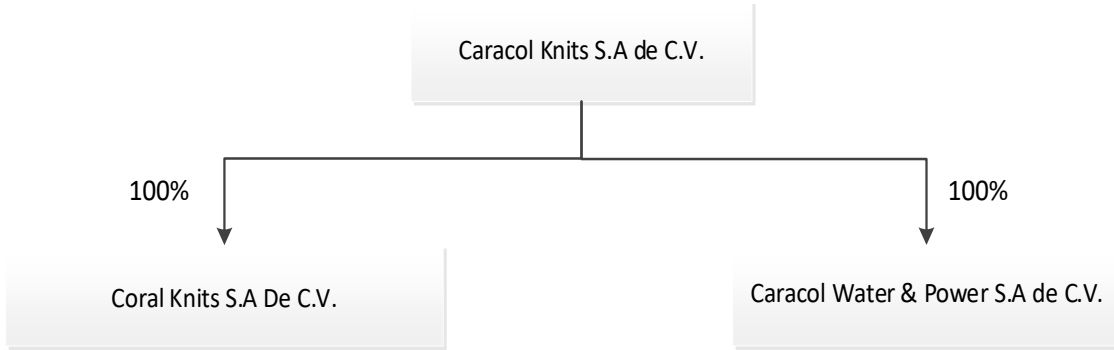 Caracol Knits S.A de C.V.
100%
100%
Coral Knits S.A De C.V.
Caracol Water & Power S.A de C.V.